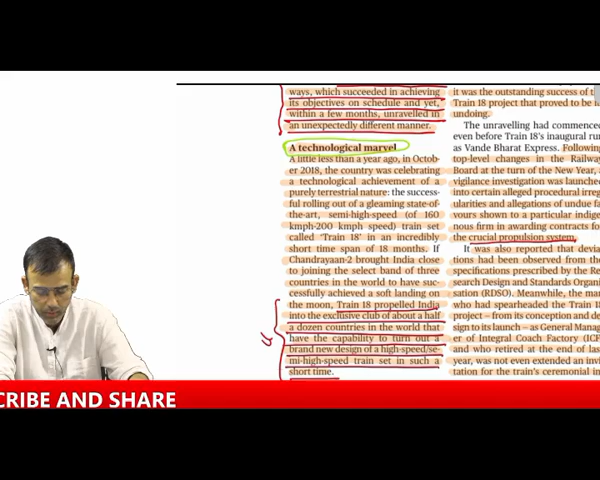 ways, which succeeded in achieving
its objectives on schedule and yet,
within a few months, unravelled in
an unexpectedly different manner.
A technological marvel
A little less than a year ago, in Octob-
er 2018, the country was celebrating
a technological achievement of a
purely terrestrial nature: the success-
ful rolling out of a gleaming state-of-
the-art, semi-high-speed (of 160
kmph-200 kmph speed) train set
called 'Train 18' in an incredibly
short time span of 18 months. If
Chandrayaan-2 brought India close
to joining the select band of three
countries in the world to have suc-
cessfully achieved a soft landing on
the moon, Train 18 propelled India
into the exclusive club of about a half
a dozen countries in the world that
have the capability to turn out a
brand new design of a high-speed/se-
mi-high-speed train set in such a
short time.
it was the outstanding success of
Train 18 project that proved to be
undoing.
The unravelling had commenc
even before Train 18's inaugural run
as Vande Bharat Express. Following
top-level changes in the Railway
Board at the turn of the New Year, a
vigilance investigation was launche
into certain alleged procedural irreg
ularities and allegations of undue fa
vours shown to a particular indige
nous firm in awarding contracts for
the crucial propulsion system.
It was also reported that devia
tions had been observed from the
specifications prescribed by the Re
search Design and Standards Organi
sation (RDSO). Meanwhile, the man
who had spearheaded the Train 1
project – from its conception and de
sign to its launch – as General Manag
er of Integral Coach Factory (ICF
and who retired at the end of last
year, was not even extended an invi
tation for the train's ceremonial in
CRIBE AND SHARE